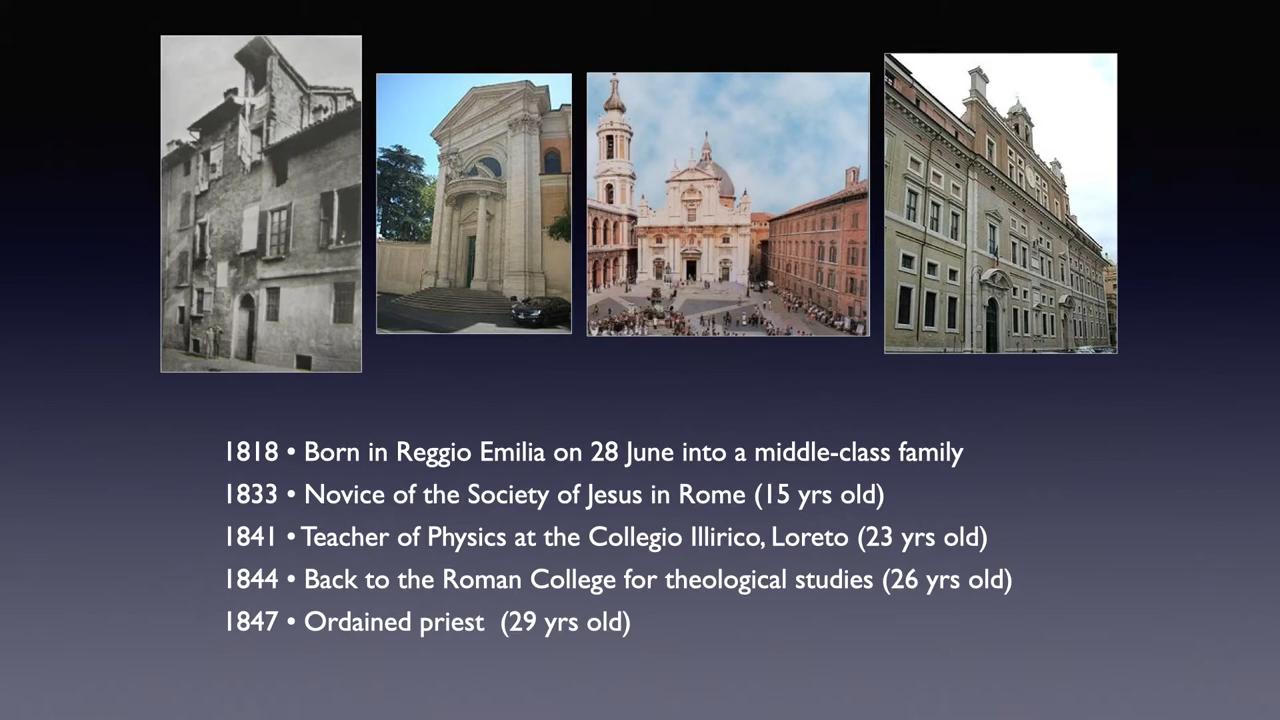 1818 • Born in Reggio Emilia on 28 June into a middle-class family
1833 • Novice of the Society of Jesus in Rome (15 yrs old)
1841 • Teacher of Physics at the Collegio Illirico, Loreto (23 yrs old)
1844 • Back to the Roman College for theological studies (26 yrs old)
1847 • Ordained priest  (29 yrs old)